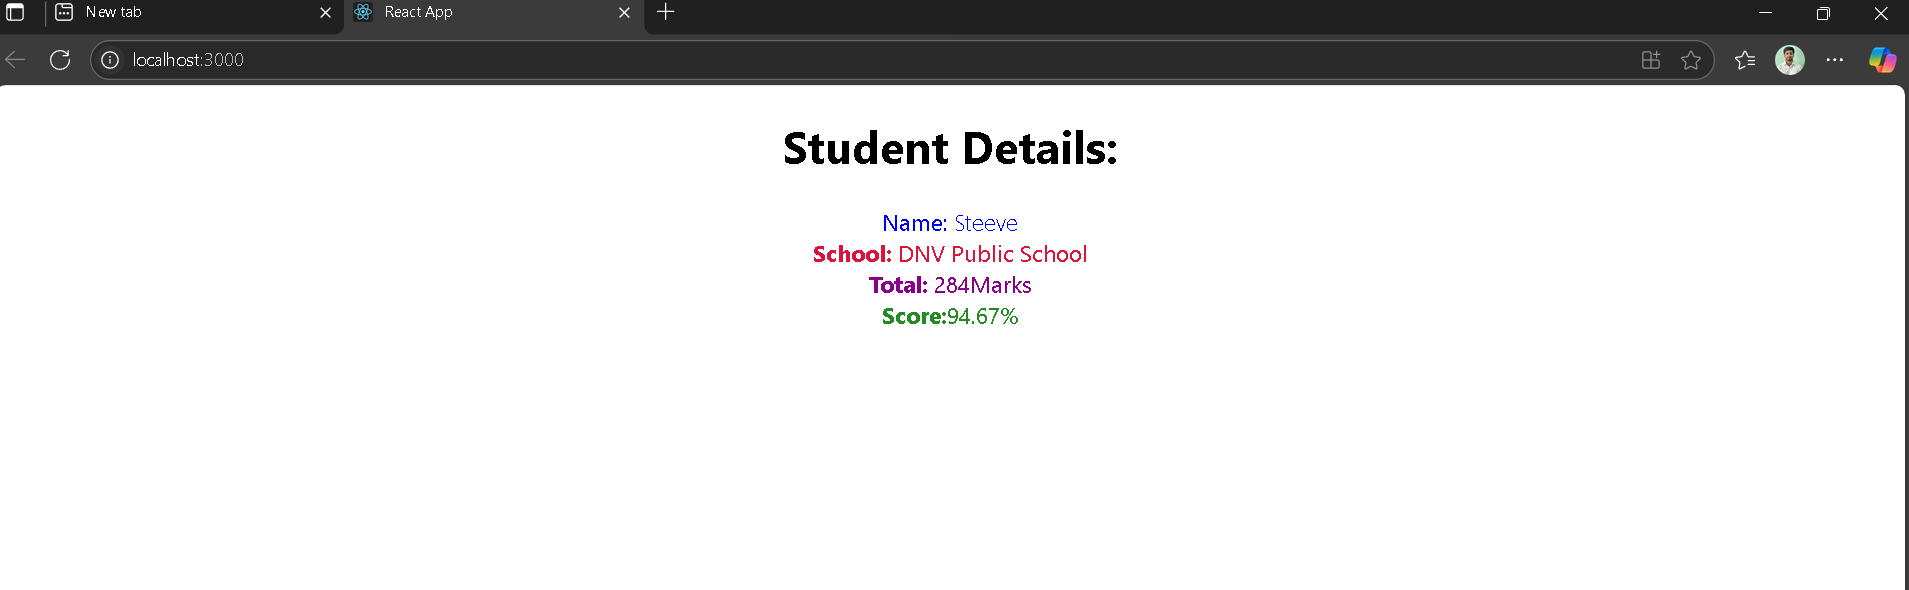 New tab
React App
localhost:3000
Student Details:
Name: Steeve
School: DNV Public School
Total: 284Marks
Score:94.67%